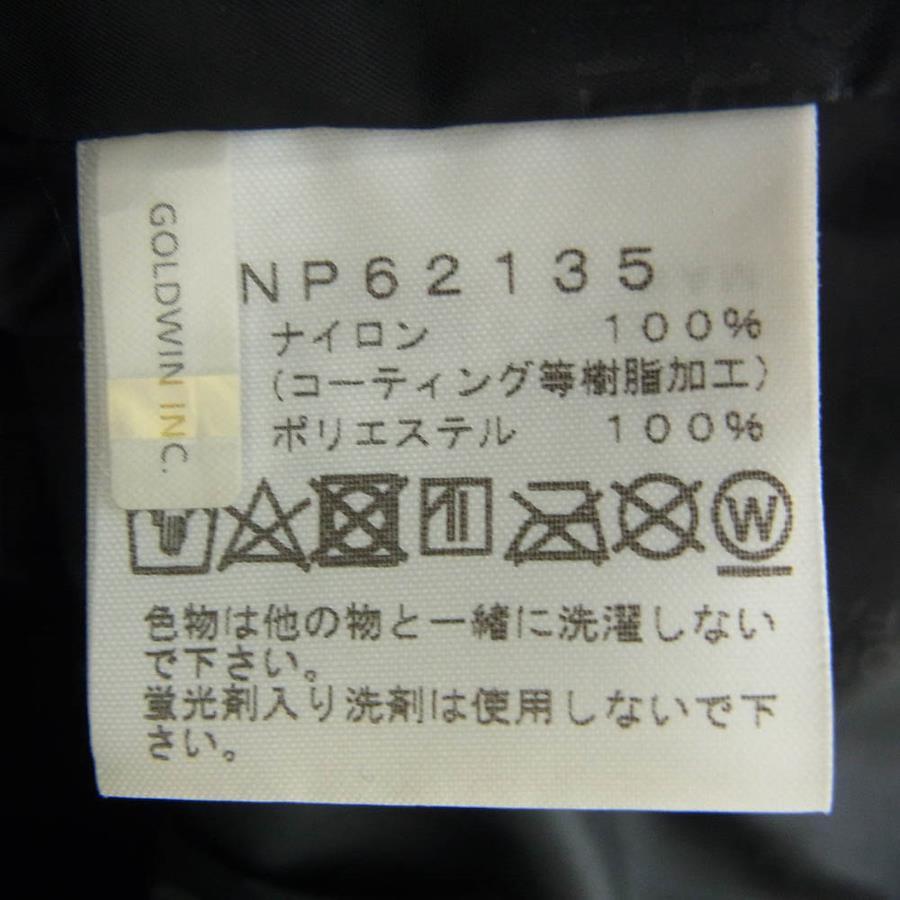 GOLDWIN INC.
NP62135
ナイロン 100%
(コーティング等樹脂加工)
ポリエステル 100%
W
色物は他の物と一緒に洗濯しない
で下さい。
蛍光剤入り洗剤は使用しないで下
さい。